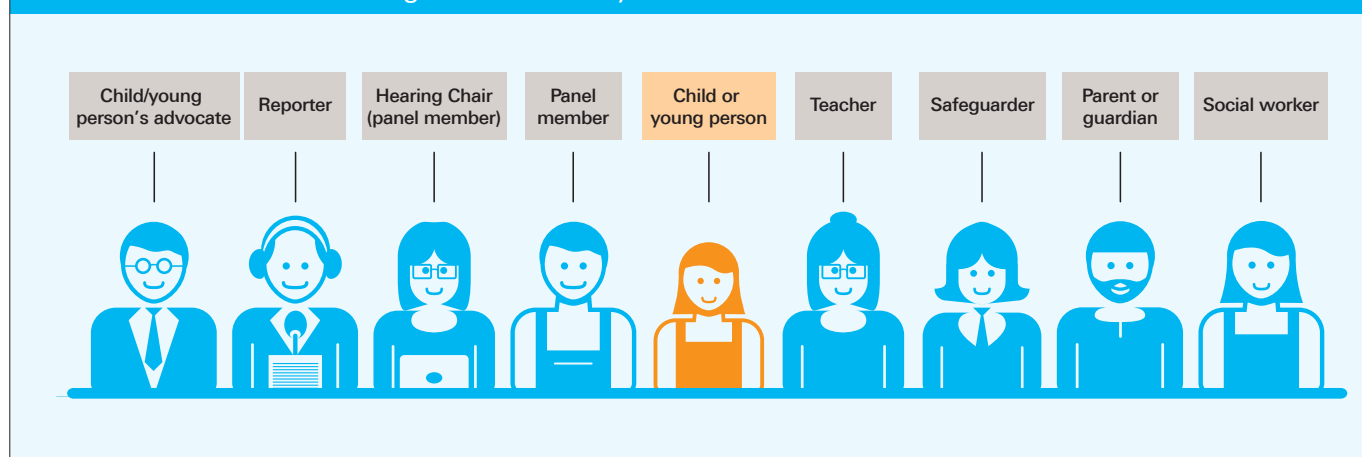 Child/young
person's advocate
Reporter
Hearing Chair
(panel member)
Panel
member
Child or
young person
Teacher
Safeguarder
Parent or
guardian
Social worker